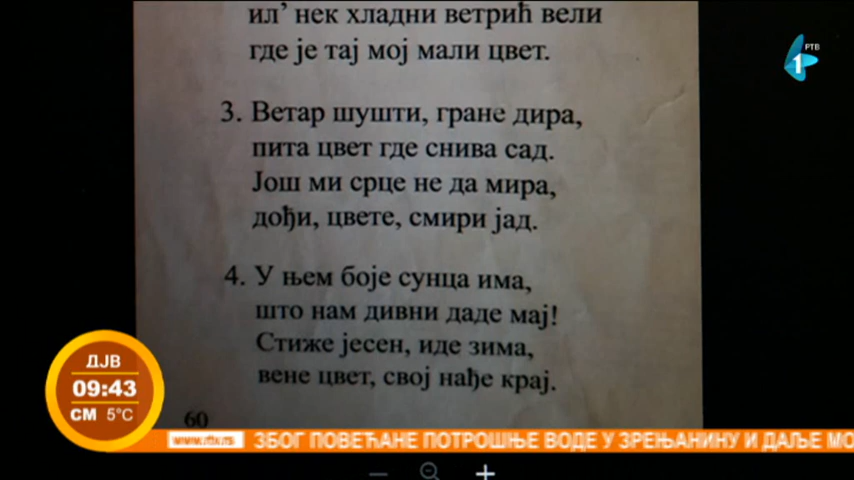 ил’ нек хладни ветрић вели
где је тај мој мали цвет.
3. Ветар шушти, гране дира,
пита цвет где снива сад.
Још ми срце не да мира,
дођи, цвете, смири јад.
4. У њем боје сунца има,
што нам дивни даде мај!
Стиже јесен, иде зима,
вене цвет, свој нађе крај.
60
РТВ
1
ДЈВ
09:43
СМ 5°C
www.rtv.rs ЗБОГ ПОВЕЋАНЕ ПОТРОШЊЕ ВОДЕ У ЗРЕЊАНИНУ И ДАЉЕ МО